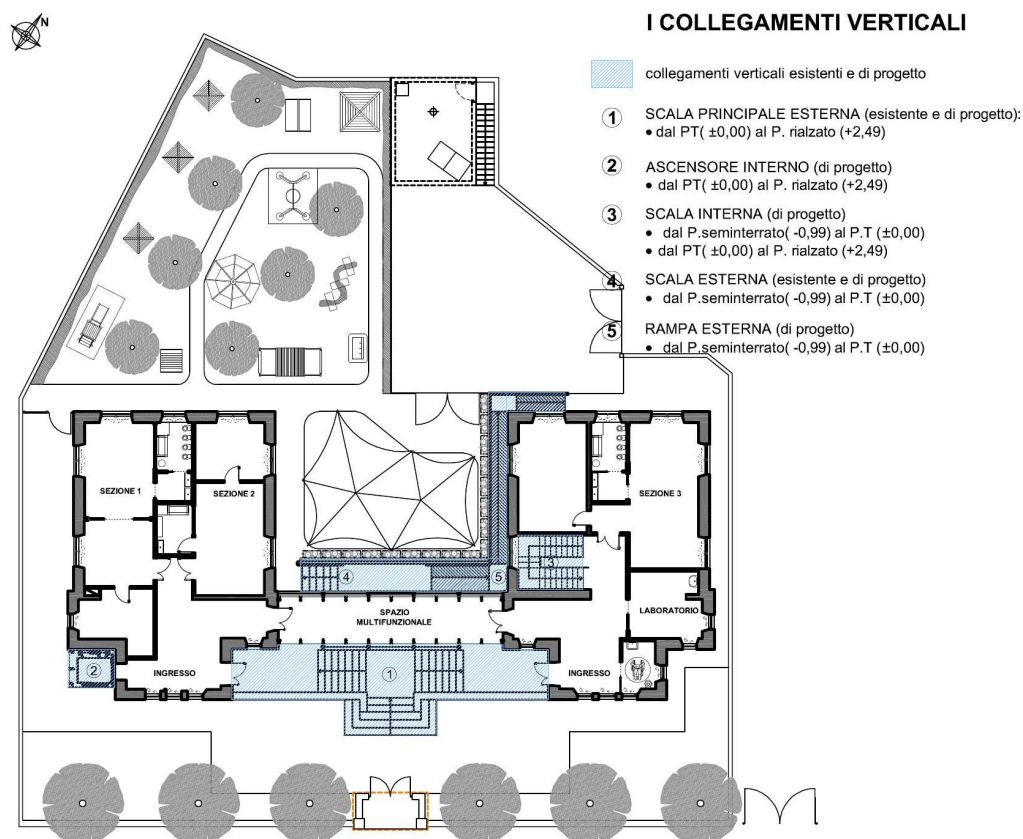 N
I COLLEGAMENTI VERTICALI
collegamenti verticali esistenti e di progetto
1 SCALA PRINCIPALE ESTERNA (esistente e di progetto):
• dal PT( ±0,00) al P. rialzato (+2,49)
2 ASCENSORE INTERNO (di progetto)
• dal PT( ±0,00) al P. rialzato (+2,49)
3 SCALA INTERNA (di progetto)
• dal P.seminterrato( -0,99) al P.T (±0,00)
• dal PT( ±0,00) al P. rialzato (+2,49)
4 SCALA ESTERNA (esistente e di progetto)
• dal P.seminterrato( -0,99) al P.T (±0,00)
5 RAMPA ESTERNA (di progetto)
• dal P.seminterrato( -0,99) al P.T (±0,00)
SEZIONE 1
SEZIONE 2
SEZIONE 3
3
4
5
SPAZIO
MULTIFUNZIONALE
LABORATORIO
2
INGRESSO
1
INGRESSO